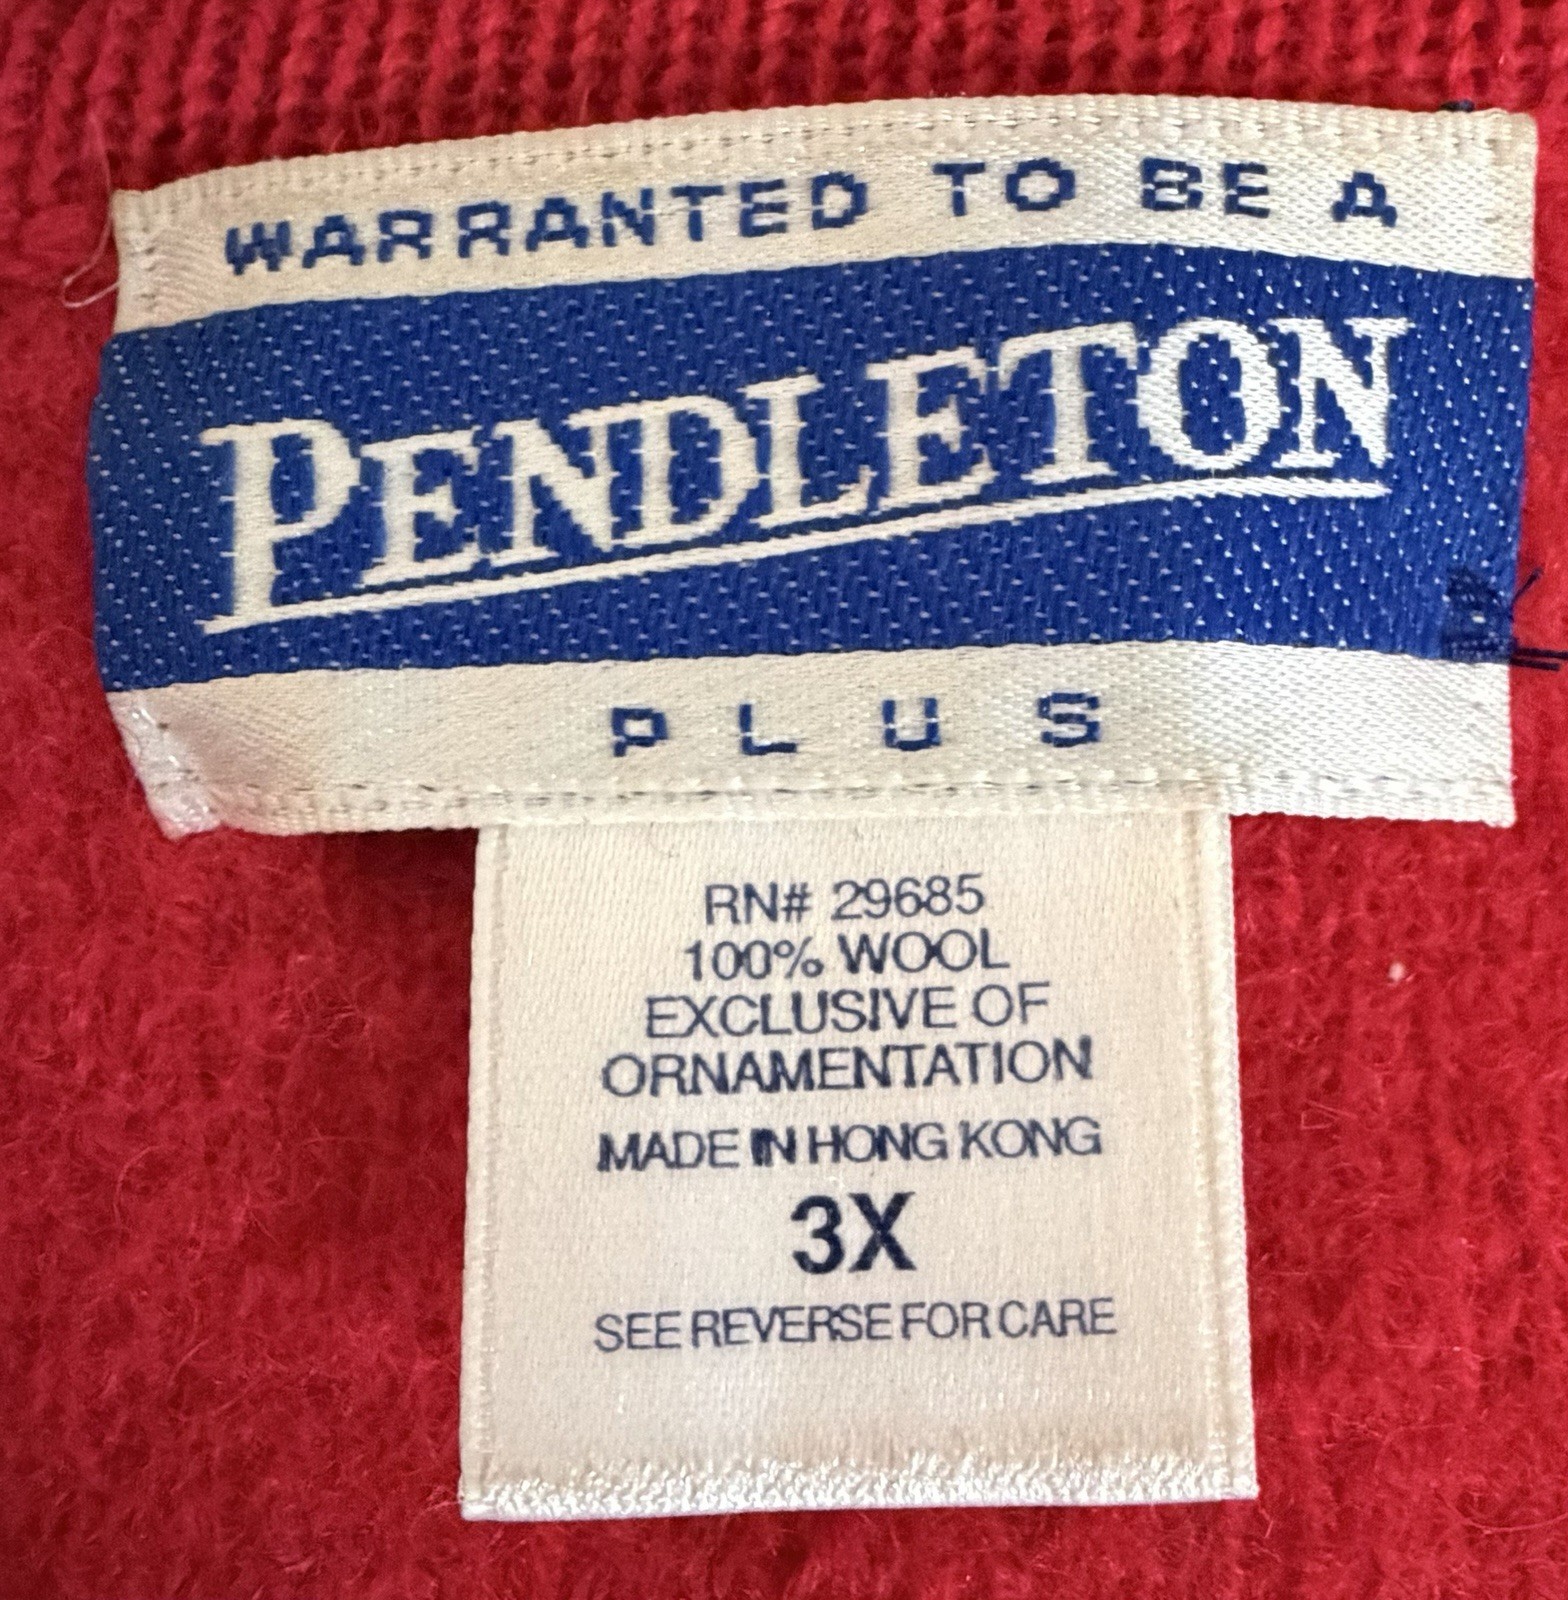 WARRANTED TO BE A
PENDLETON
PLUS
RN# 29685
100% WOOL
EXCLUSIVE OF
ORNAMENTATION
MADE IN HONG KONG
3X
SEE REVERSE FOR CARE